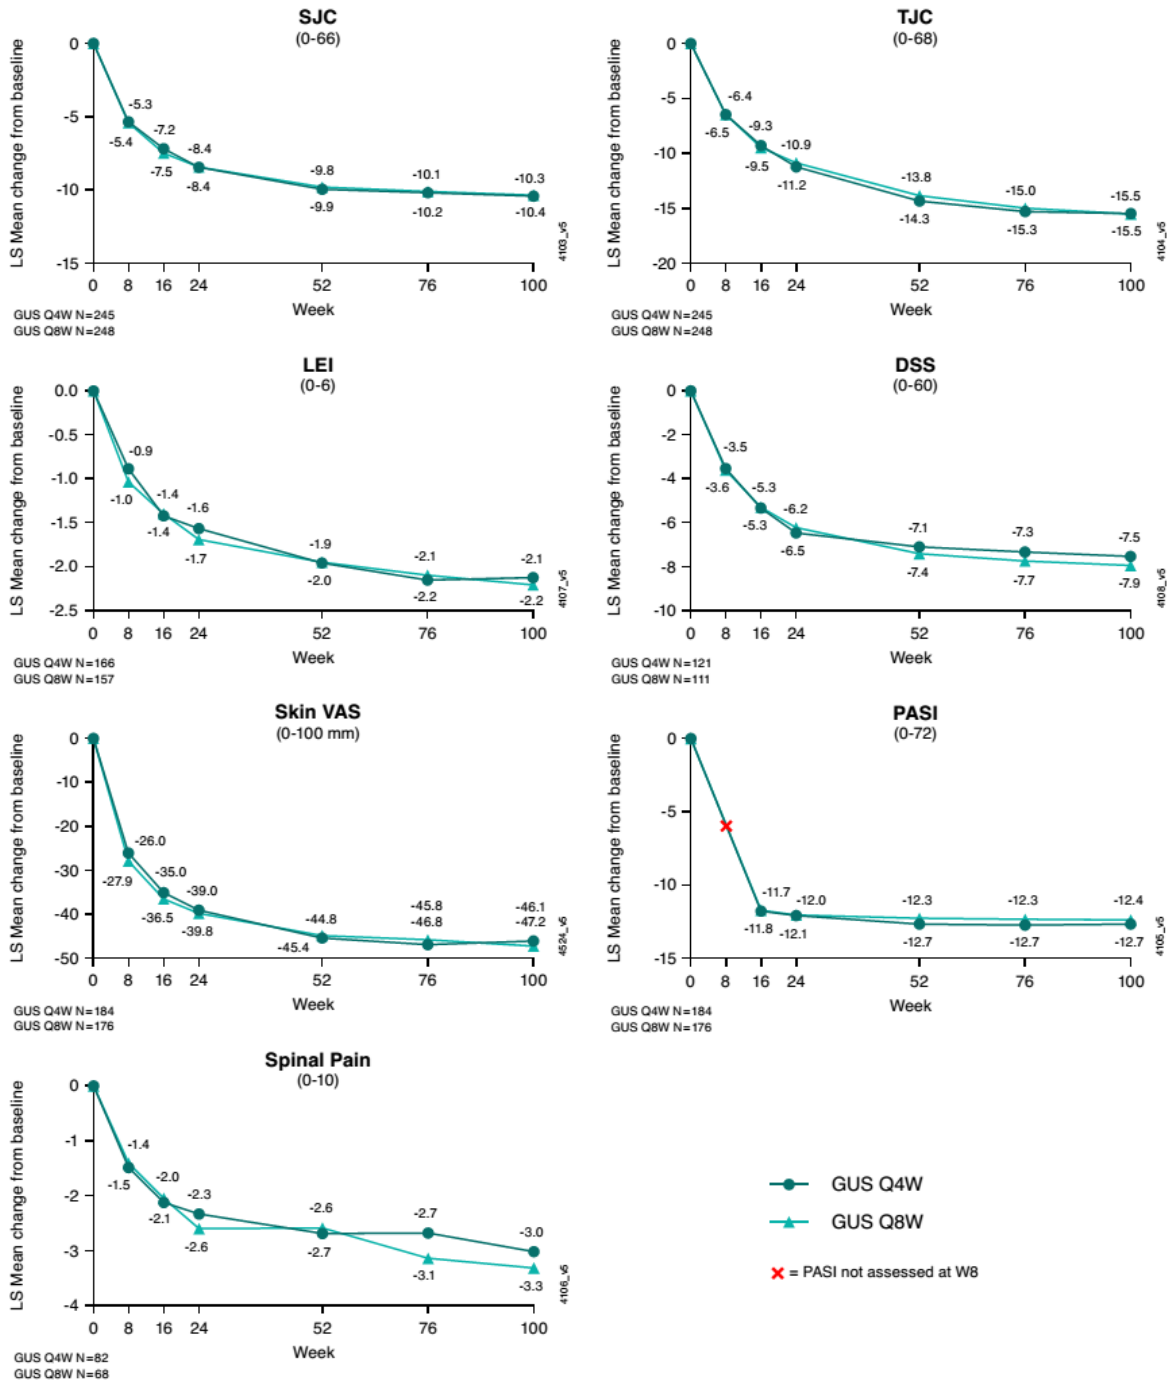 SJC
(0-66)
LS Mean change from baseline
0
-5
-10
-15
-5.3
-5.4
-7.2
-7.5
-8.4
-8.4
-9.8
-9.9
-10.1
-10.2
-10.3
-10.4
0 8 16 24 52 76 100
Week
GUS Q4W N=245
GUS Q8W N=248
4103_v5
TJC
(0-68)
LS Mean change from baseline
0
-5
-10
-15
-20
-6.4
-6.5
-9.3
-9.5
-10.9
-11.2
-13.8
-14.3
-15.0
-15.3
-15.5
-15.5
0 8 16 24 52 76 100
Week
GUS Q4W N=245
GUS Q8W N=248
4104_v5
LEI
(0-6)
LS Mean change from baseline
0.0
-0.5
-1.0
-1.5
-2.0
-2.5
-0.9
-1.0
-1.4
-1.4
-1.6
-1.7
-1.9
-2.0
-2.1
-2.2
-2.1
-2.2
0 8 16 24 52 76 100
Week
GUS Q4W N=166
GUS Q8W N=157
4107_v5
DSS
(0-60)
LS Mean change from baseline
0
-2
-4
-6
-8
-10
-3.5
-3.6
-5.3
-5.3
-6.2
-6.5
-7.1
-7.4
-7.3
-7.7
-7.5
-7.9
0 8 16 24 52 76 100
Week
GUS Q4W N=121
GUS Q8W N=111
4108_v5
Skin VAS
(0-100 mm)
LS Mean change from baseline
0
-10
-20
-30
-40
-50
-26.0
-27.9
-35.0
-36.5
-39.0
-39.8
-44.8
-45.4
-45.8
-46.8
-46.1
-47.2
0 8 16 24 52 76 100
Week
GUS Q4W N=184
GUS Q8W N=176
4524_v5
PASI
(0-72)
LS Mean change from baseline
0
-5
-10
-15
-11.7
-11.8
-12.0
-12.1
-12.3
-12.7
-12.3
-12.7
-12.4
-12.7
0 8 16 24 52 76 100
Week
GUS Q4W N=184
GUS Q8W N=176
4105_v5
Spinal Pain
(0-10)
LS Mean change from baseline
0
-1
-2
-3
-4
-1.4
-1.5
-2.0
-2.1
-2.3
-2.6
-2.6
-2.7
-2.7
-3.1
-3.0
-3.3
0 8 16 24 52 76 100
Week
GUS Q4W N=82
GUS Q8W N=68
4106_v5
GUS Q4W
GUS Q8W
= PASI not assessed at W8